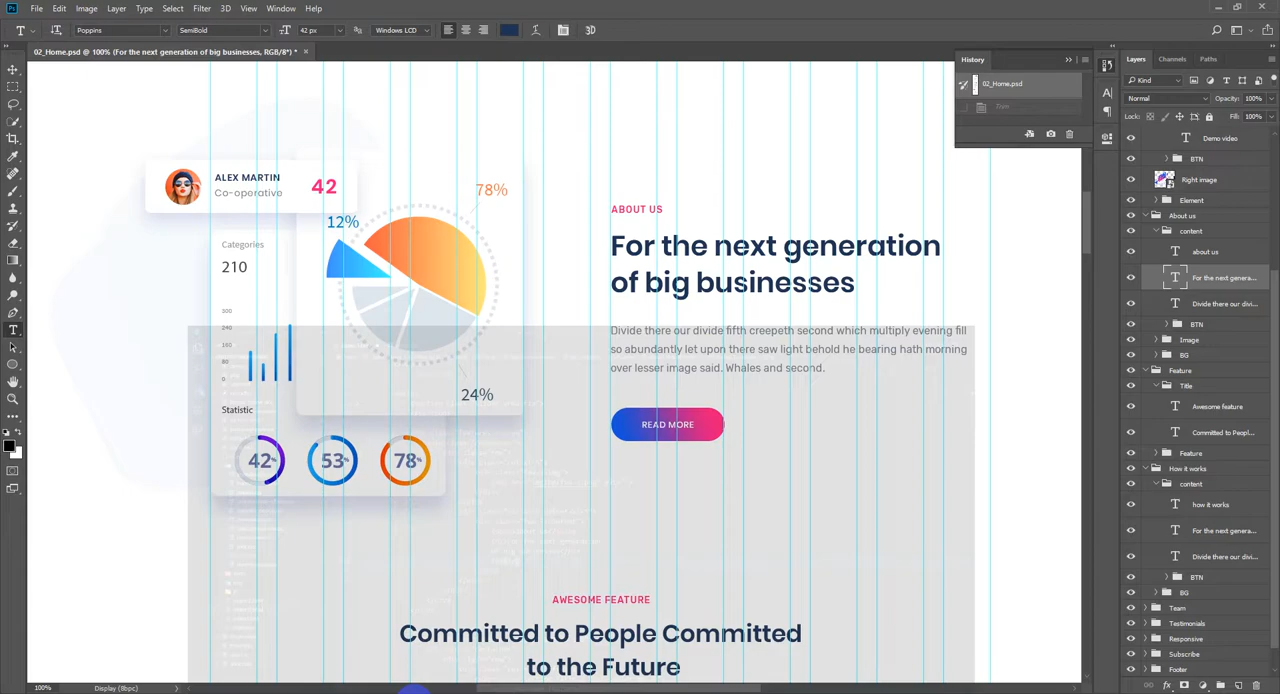 File Edit Image Layer Type Select Filter 3D View Window Help
Poppins SemiBold 42 px Windows LCD 3D
02_Home.psd @ 100% (For the next generation of big businesses, RGB/8*) *
History
02_Home.psd
Layers Channels Paths
Kind
Normal Opacity: 100%
Lock: Fill: 100%
Demo video
BTN
Right image
Element
About us
content
about us
For the next genera...
Divide there our divi...
BTN
Image
BG
Feature
Title
Awesome feature
Committed to Peopl...
Feature
How it works
content
how it works
For the next genera...
Divide there our divi...
BTN
BG
Team
Testimonials
Responsive
Subscribe
Footer
ALEX MARTIN
Co-operative
42
78%
12%
Categories
210
300
240
160
80
0
24%
Statistic
42%
53%
78%
ABOUT US
For the next generation
of big businesses
Divide there our divide fifth creepeth second which multiply evening fill
so abundantly let upon there saw light behold he bearing hath morning
over lesser image said. Whales and second.
READ MORE
AWESOME FEATURE
Committed to People Committed
to the Future
100% Display (8bpc)